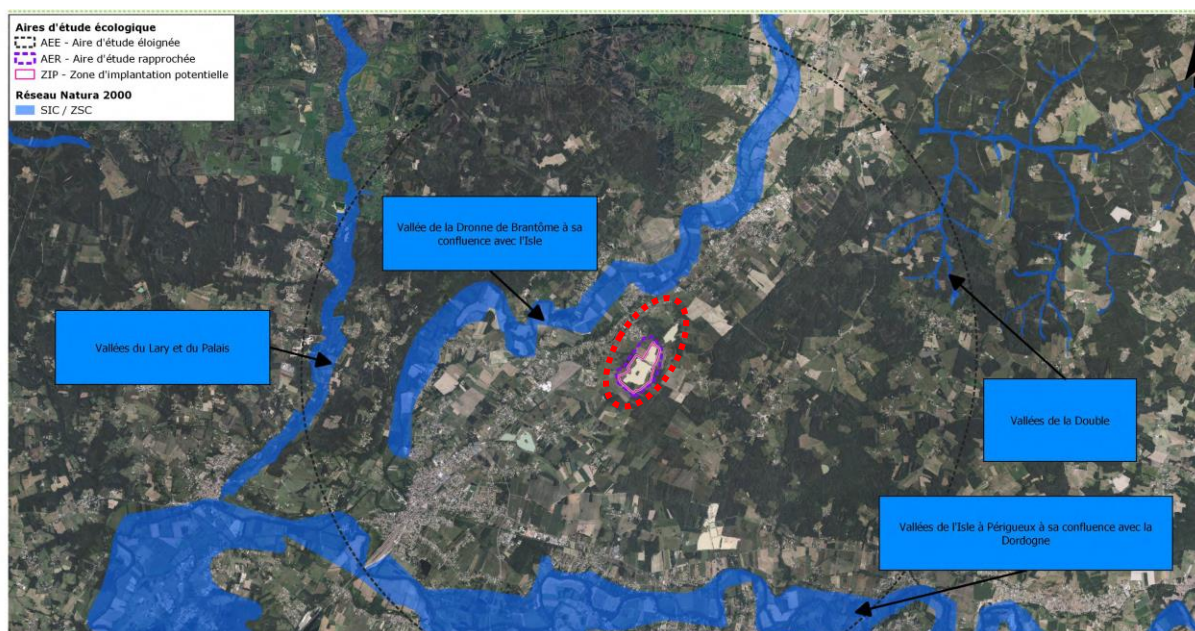 Aires d'étude écologique
AEE - Aire d'étude éloignée
AER - Aire d'étude rapprochée
ZIP - Zone d'implantation potentielle
Réseau Natura 2000
SIC / ZSC
Vallée de la Dronne de Brantôme à sa
confluence avec l'Isle
Vallées du Lary et du Palais
Vallées de la Double
Vallées de l'Isle à Périgueux à sa confluence avec la
Dordogne